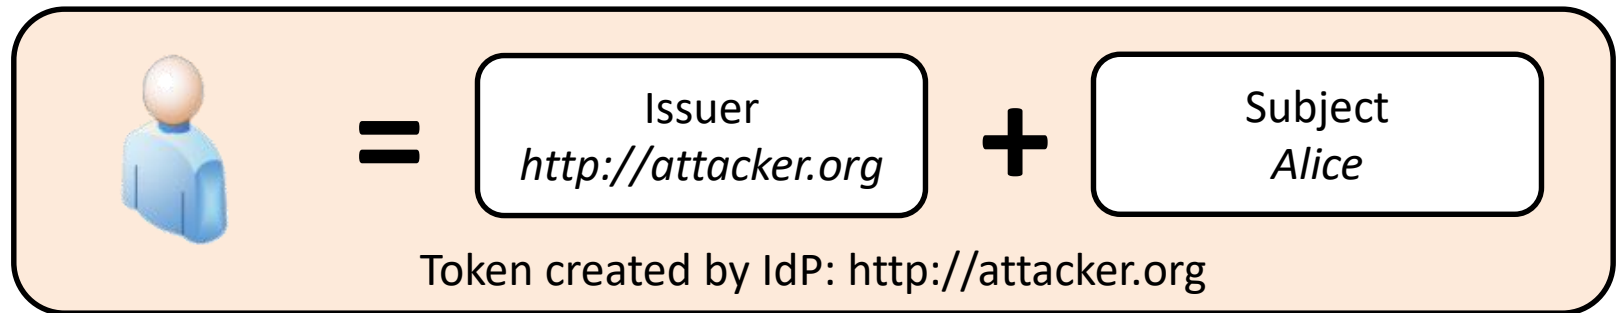 =
Issuer
http://attacker.org
+
Subject
Alice
Token created by IdP: http://attacker.org